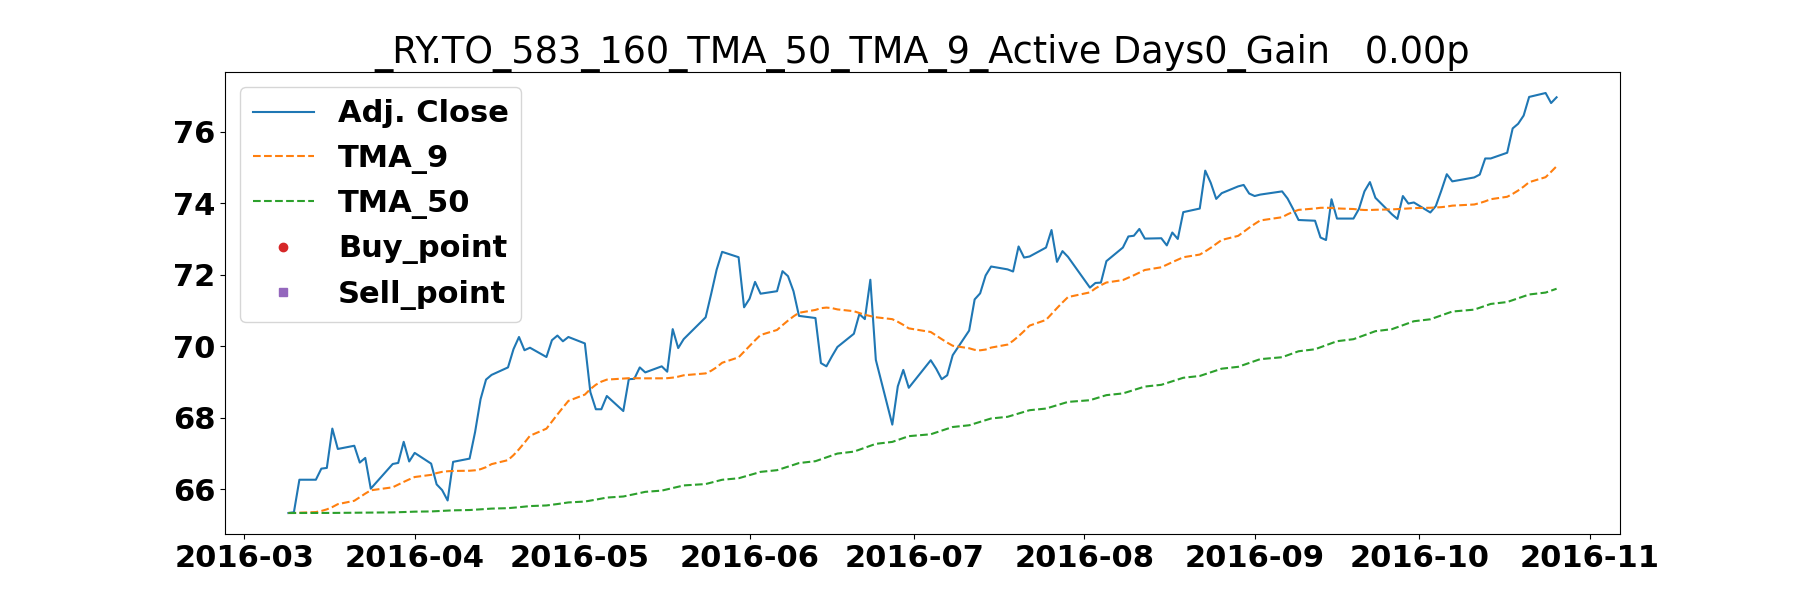 _RY.TO_583_160_TMA_50_TMA_9_Active Days0_Gain   0.00p
Adj. Close
TMA_9
TMA_50
Buy_point
Sell_point
76
74
72
70
68
66
2016-03 2016-04 2016-05 2016-06 2016-07 2016-08 2016-09 2016-10 2016-11